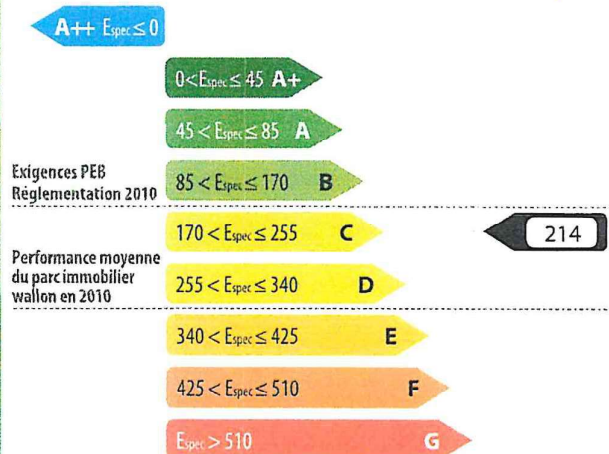 A++ Espec ≤ 0
0 < Espec ≤ 45 A+
45 < Espec ≤ 85 A
Exigences PEB
Réglementation 2010
85 < Espec ≤ 170 B
170 < Espec ≤ 255 C
214
Performance moyenne
du parc immobilier
wallon en 2010
255 < Espec ≤ 340 D
340 < Espec ≤ 425 E
425 < Espec ≤ 510 F
Espec > 510 G